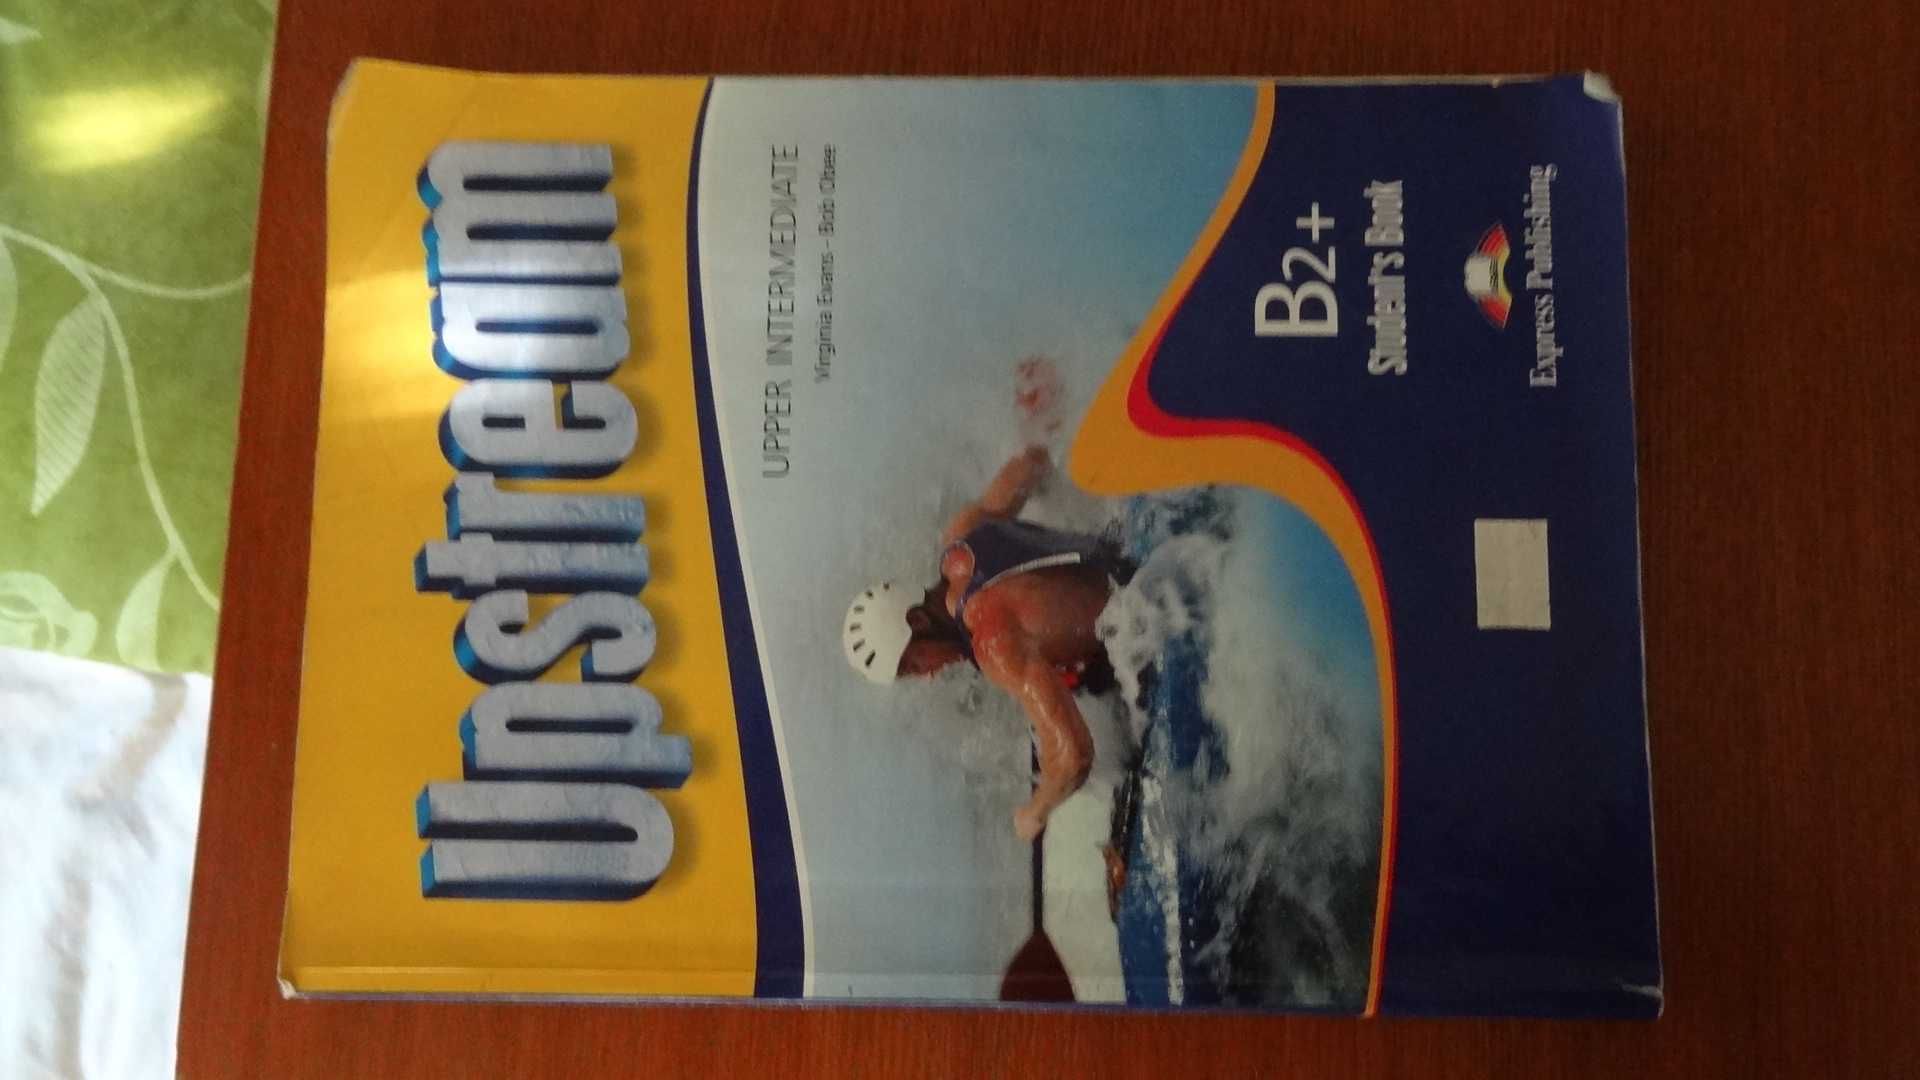 Upstream
UPPER INTERMEDIATE
Virginia Evans - Bob Obee
B2+
Student's Book
Express Publishing